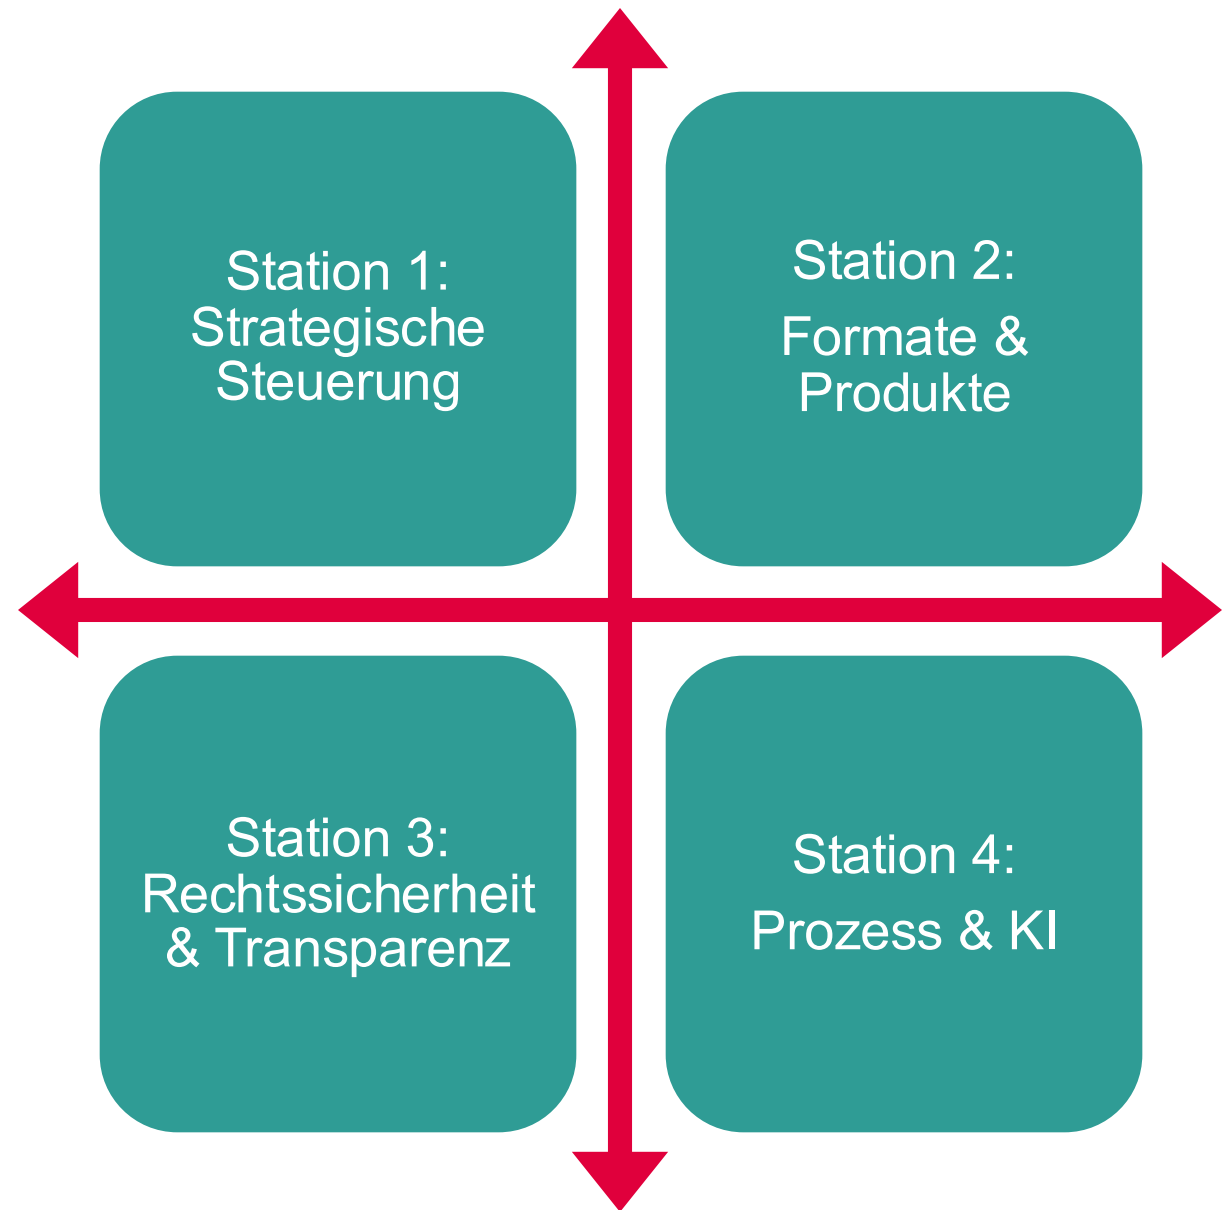 Station 1:
Strategische
Steuerung
Station 2:
Formate &
Produkte
Station 3:
Rechtssicherheit
& Transparenz
Station 4:
Prozess & KI